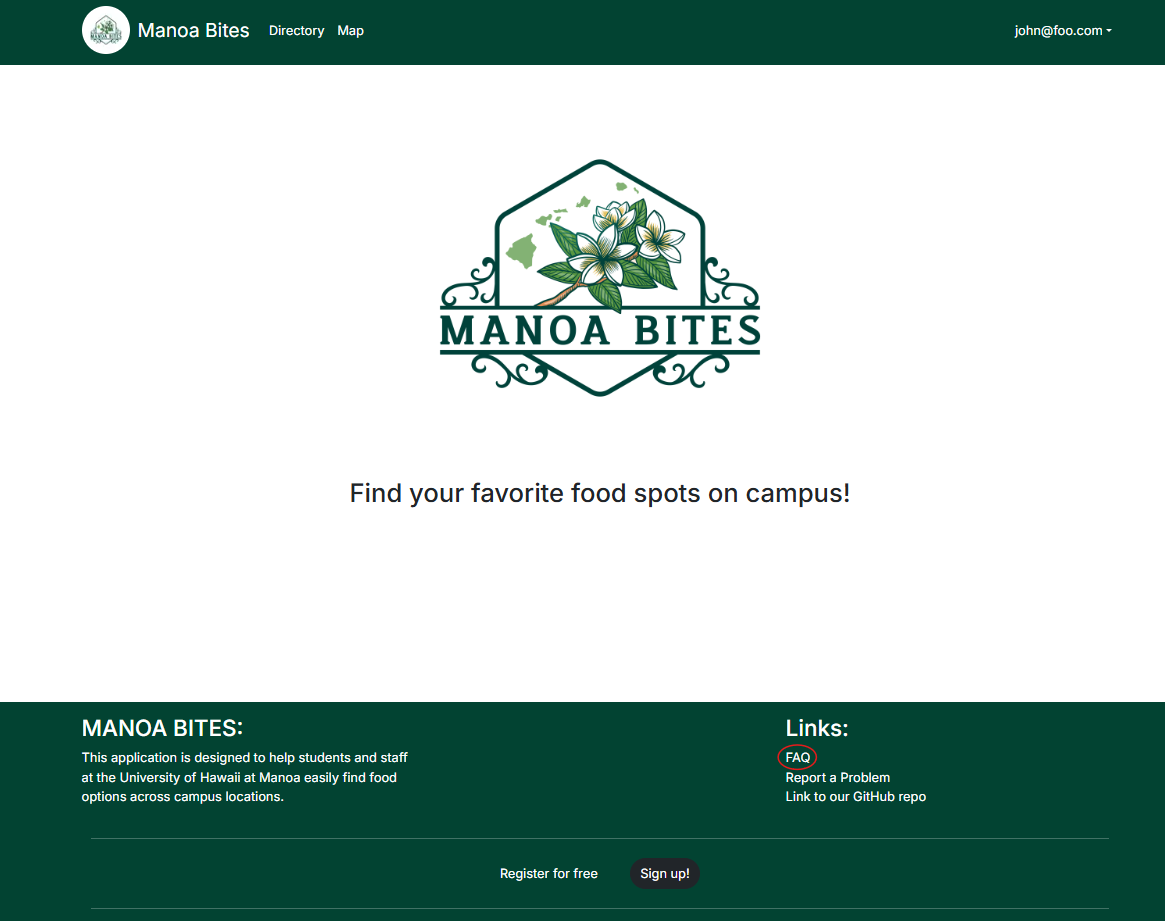 Manoa Bites
Directory
Map
john@foo.com
MANOA BITES
Find your favorite food spots on campus!
MANOA BITES:
This application is designed to help students and staff
at the University of Hawaii at Manoa easily find food
options across campus locations.
Links:
FAQ
Report a Problem
Link to our GitHub repo
Register for free
Sign up!